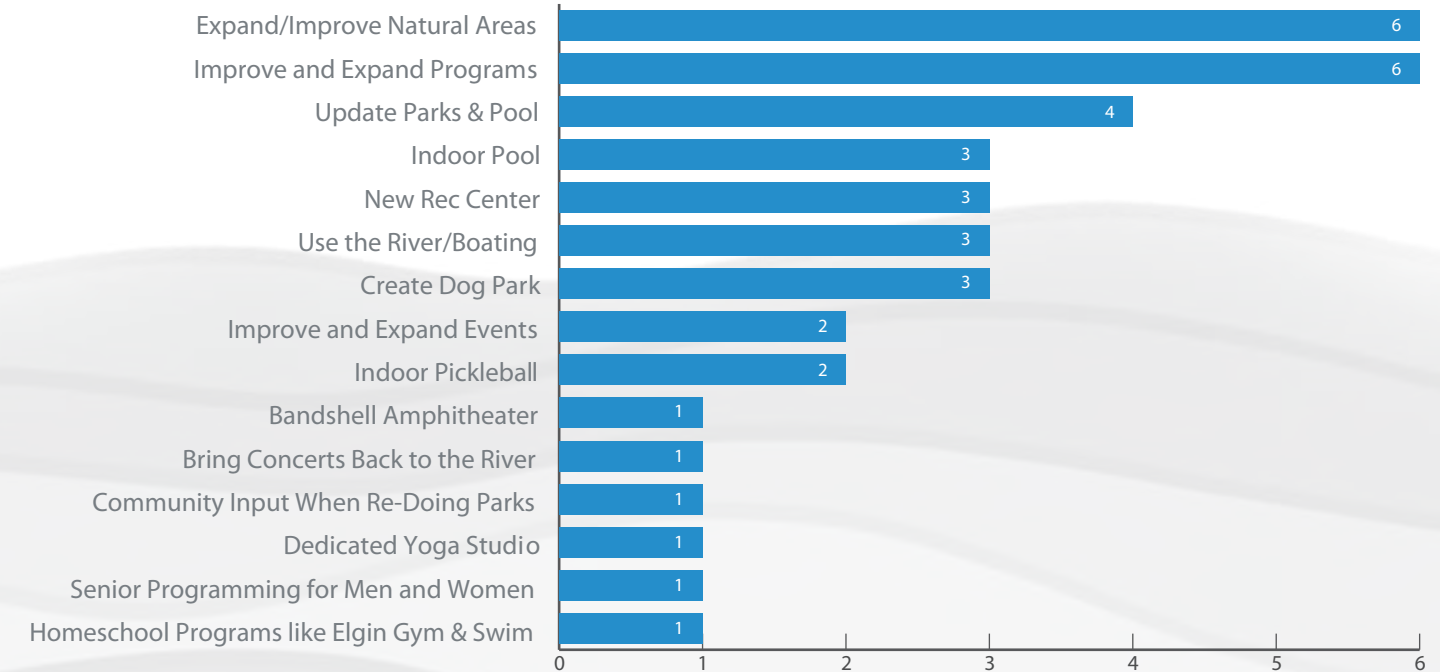 Expand/Improve Natural Areas 6
Improve and Expand Programs 6
Update Parks & Pool 4
Indoor Pool 3
New Rec Center 3
Use the River/Boating 3
Create Dog Park 3
Improve and Expand Events 2
Indoor Pickleball 2
Bandshell Amphitheater 1
Bring Concerts Back to the River 1
Community Input When Re-Doing Parks 1
Dedicated Yoga Studio 1
Senior Programming for Men and Women 1
Homeschool Programs like Elgin Gym & Swim 1
0 1 2 3 4 5 6